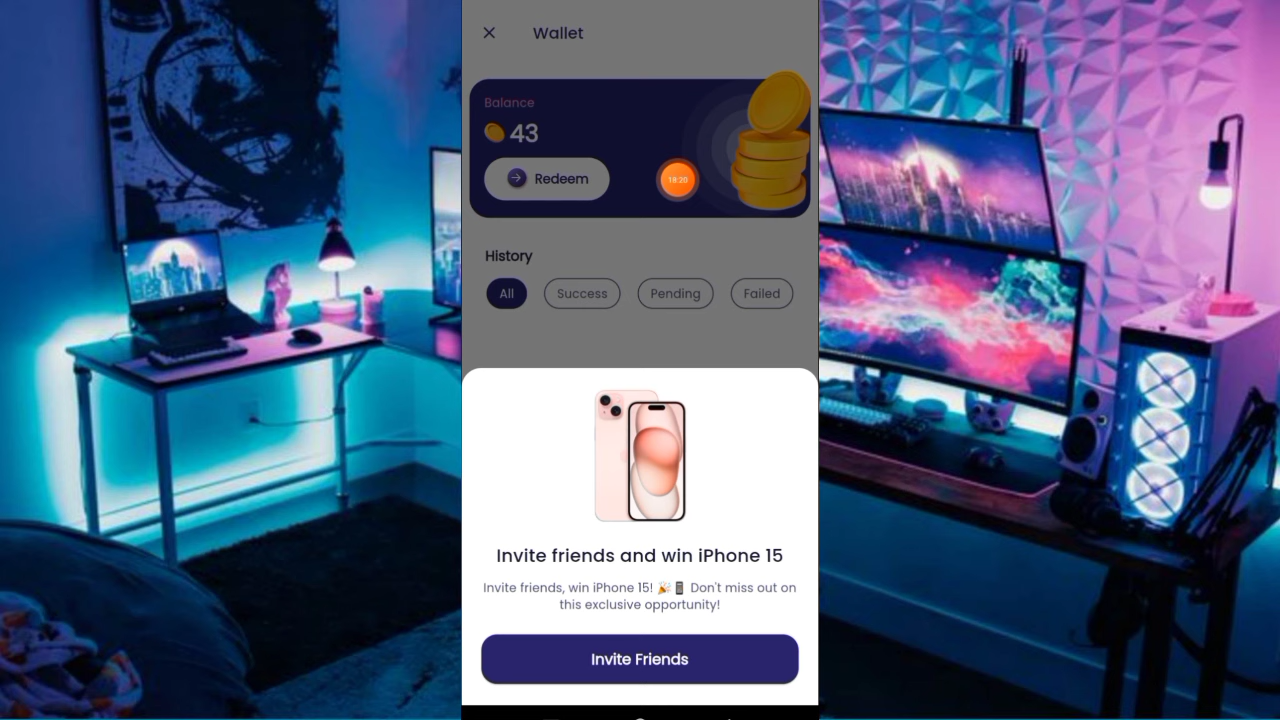 Wallet
Balance
43
Redeem
18:20
History
All
Success
Pending
Failed
Invite friends and win iPhone 15
Invite friends, win iPhone 15! 🎉📱 Don't miss out on
this exclusive opportunity!
Invite Friends